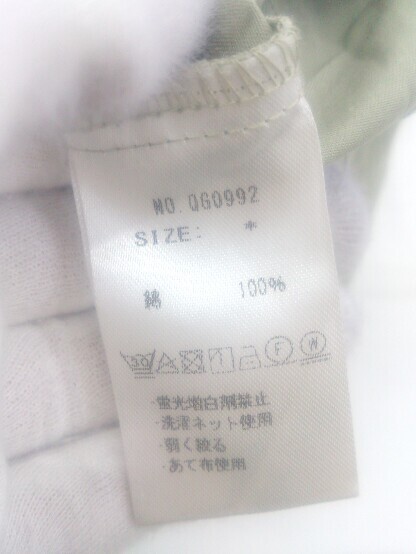 NO.QG0992
SIZE: *
綿 100%
30 F W
・蛍光増白剤禁止
・洗濯ネット使用
・弱く絞る
・あて布使用